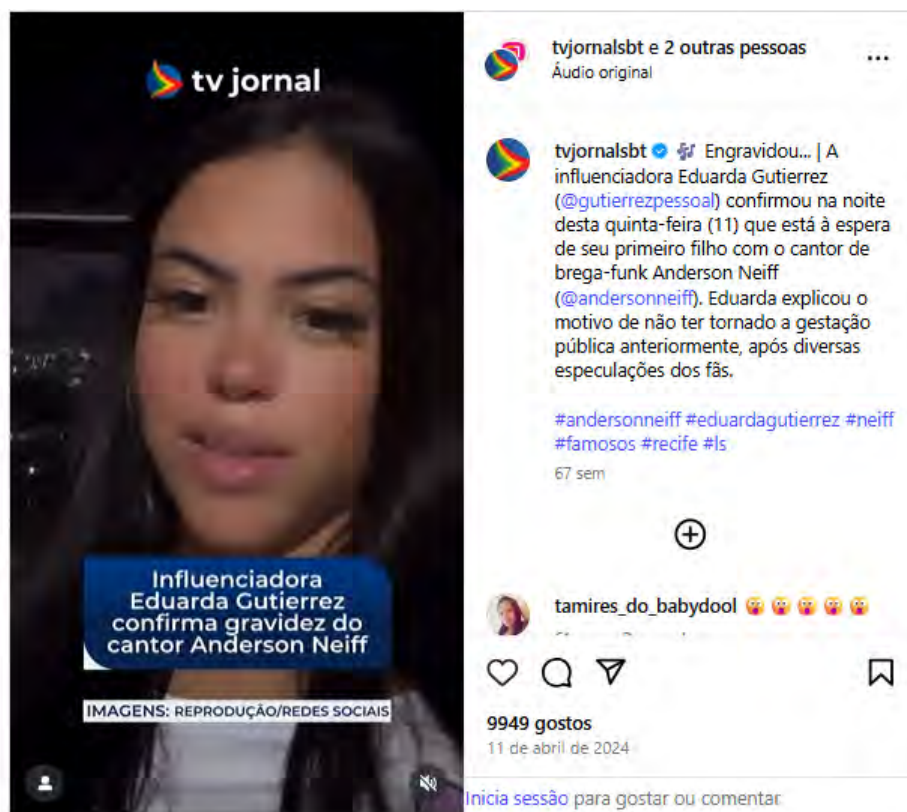 tv jornal
Influenciadora
Eduarda Gutierrez
confirma gravidez do
cantor Anderson Neiff
IMAGENS: REPRODUÇÃO/REDES SOCIAIS
tvjornalsbt e 2 outras pessoas
Áudio original
tvjornalsbt Engravidou... | A
influenciadora Eduarda Gutierrez
(@gutierrezpessoal) confirmou na noite
desta quinta-feira (11) que está à espera
de seu primeiro filho com o cantor de
brega-funk Anderson Neiff
(@andersonneiff). Eduarda explicou o
motivo de não ter tornado a gestação
pública anteriormente, após diversas
especulações dos fãs.
#andersonneiff #eduardagutierrez #neiff
#famosos #recife #ls
67 sem
tamires_do_babydool 😱😱😱😱😱
9949 gostos
11 de abril de 2024
Inicia sessão para gostar ou comentar.